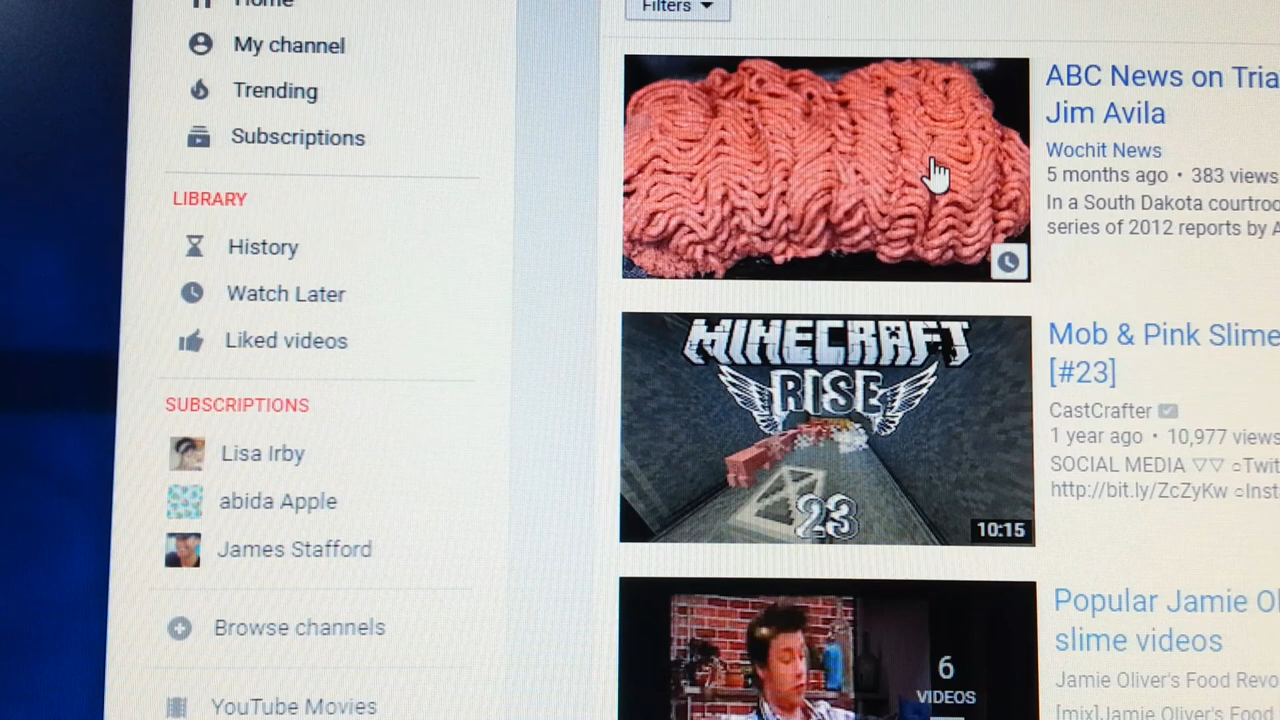 Home
My channel
Trending
Subscriptions
LIBRARY
History
Watch Later
Liked videos
SUBSCRIPTIONS
Lisa Irby
abida Apple
James Stafford
Browse channels
YouTube Movies
Filters
ABC News on Tria
Jim Avila
Wochit News
5 months ago • 383 views
In a South Dakota courtroo
series of 2012 reports by A
MINECRAFT
RISE
23
10:15
Mob & Pink Slime
[#23]
CastCrafter
1 year ago • 10,977 views
SOCIAL MEDIA ▽▽ ○Twit
http://bit.ly/ZcZyKw ○Inst
6
VIDEOS
Popular Jamie Ol
slime videos
Jamie Oliver's Food Revo
[mix]Jamie Oliver's Food